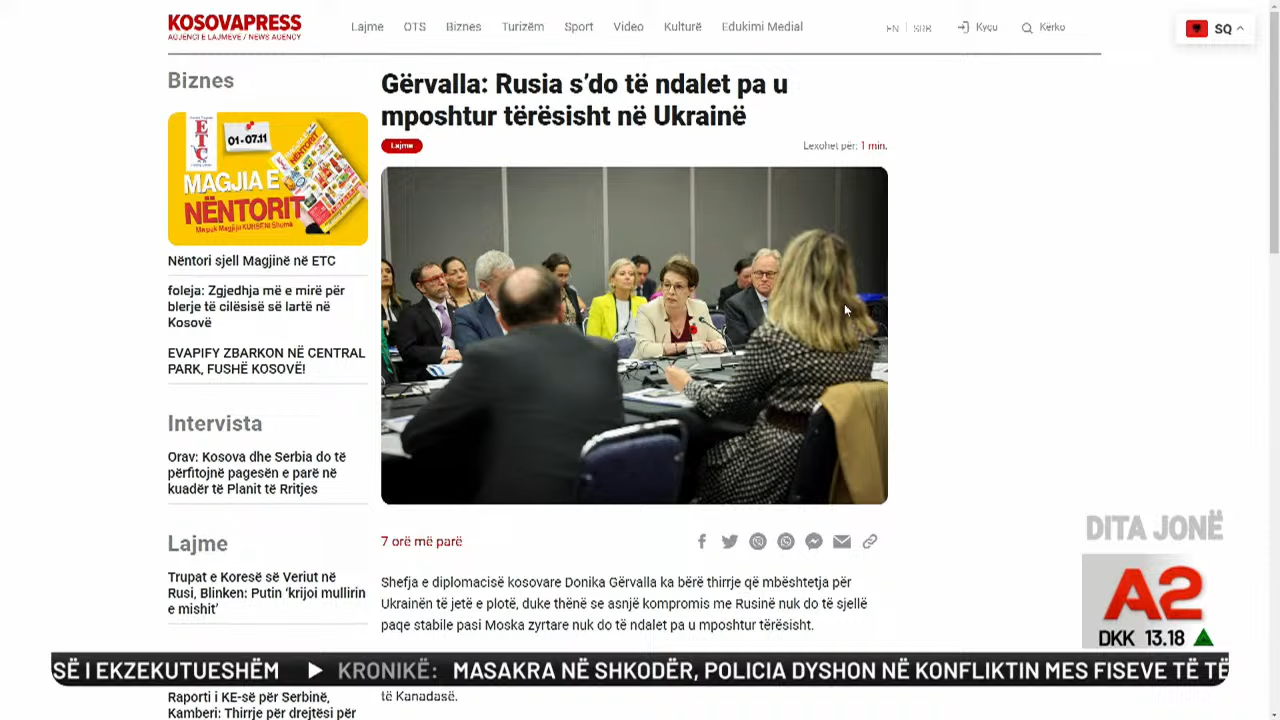 KOSOVAPRESS
AGJENCI E LAJMEVE / NEWS AGENCY
Lajme OTS Biznes Turizëm Sport Video Kulturë Edukimi Medial
EN SRB Kyçu Kërko
SQ
Biznes
ETC
01-07.11
MAGJIA E
NËNTORIT
Nëntori sjell Magjinë në ETC
foleja: Zgjedhja më e mirë për
blerje të cilësisë së lartë në
Kosovë
EVAPIFY ZBARKON NË CENTRAL
PARK, FUSHË KOSOVË!
Intervista
Orav: Kosova dhe Serbia do të
përfitojnë pagesën e parë në
kuadër të Planit të Rritjes
Lajme
Trupat e Koresë së Veriut në
Rusi, Blinken: Putin ‘krijoi mullirin
e mishit’
Raporti i KE-së për Serbinë,
Kamberi: Thirrje për drejtësi për
Gërvalla: Rusia s’do të ndalet pa u
mposhtur tërësisht në Ukrainë
Lajme
Lexohet për: 1 min.
7 orë më parë
Shefja e diplomacisë kosovare Donika Gërvalla ka bërë thirrje që mbështetja për
Ukrainën të jetë e plotë, duke thënë se asnjë kompromis me Rusinë nuk do të sjellë
paqe stabile pasi Moska zyrtare nuk do të ndalet pa u mposhtur tërësisht.
të Kanadasë.
DITA JONË
A2
DKK 13.18
SË I EKZEKUTUESHËM KRONIKË: MASAKRA NË SHKODËR, POLICIA DYSHON NË KONFLIKTIN MES FISEVE TË TË